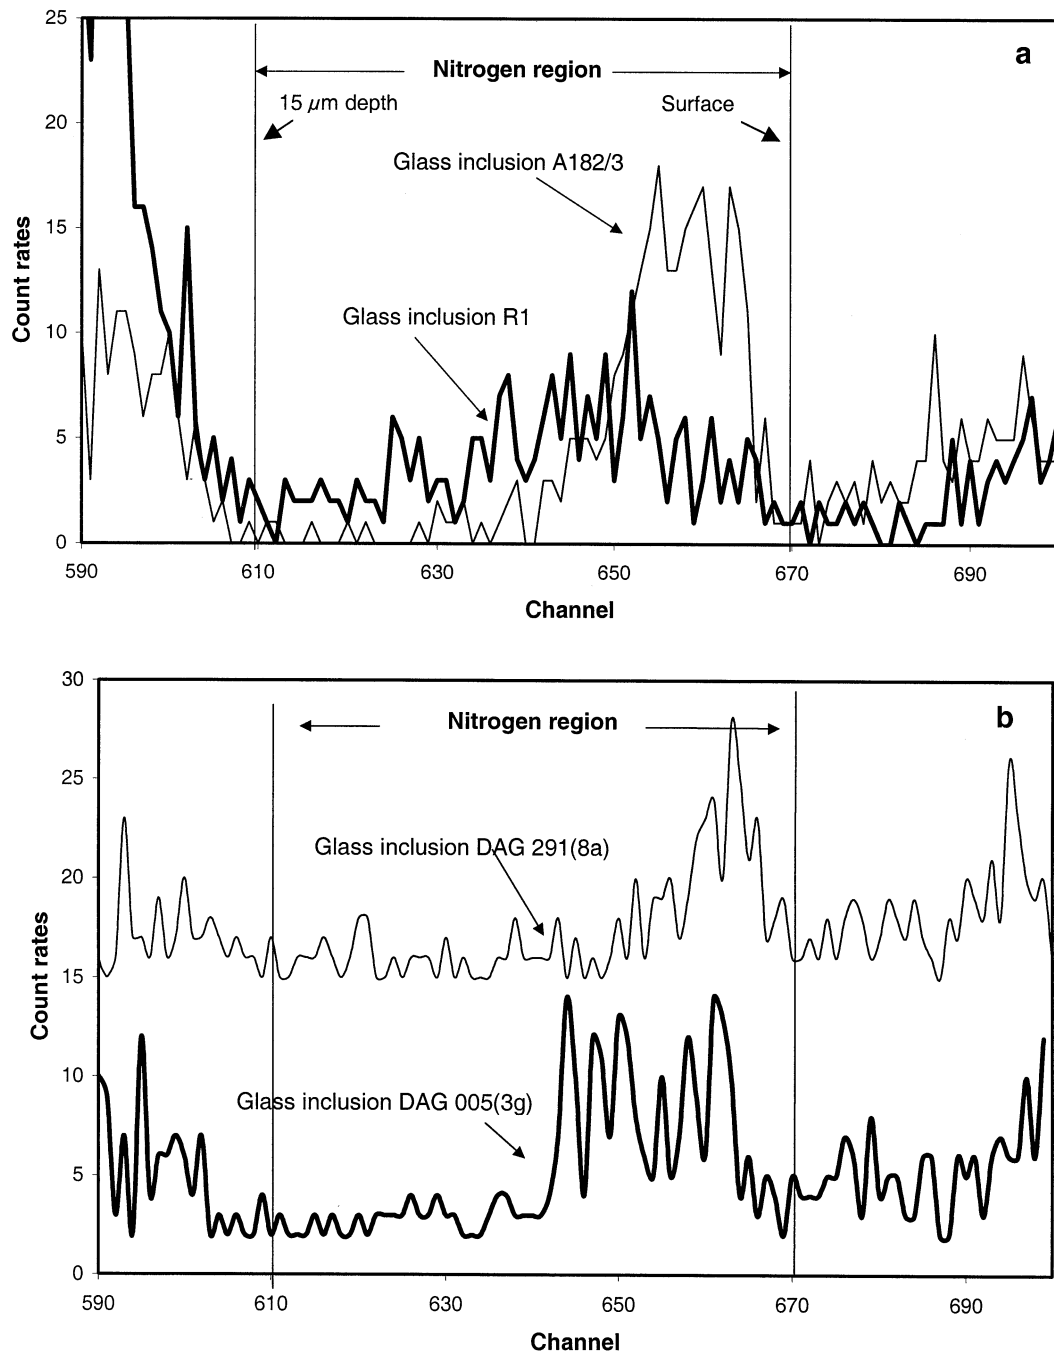 25
a
Nitrogen region
15 µm depth
Surface
20
Glass inclusion A182/3
15
Count rates
Glass inclusion R1
10
5
0
590
610
630
650
670
690
Channel
30
b
Nitrogen region
25
Glass inclusion DAG 291(8a)
20
Count rates
15
10
Glass inclusion DAG 005(3g)
5
0
590
610
630
650
670
690
Channel